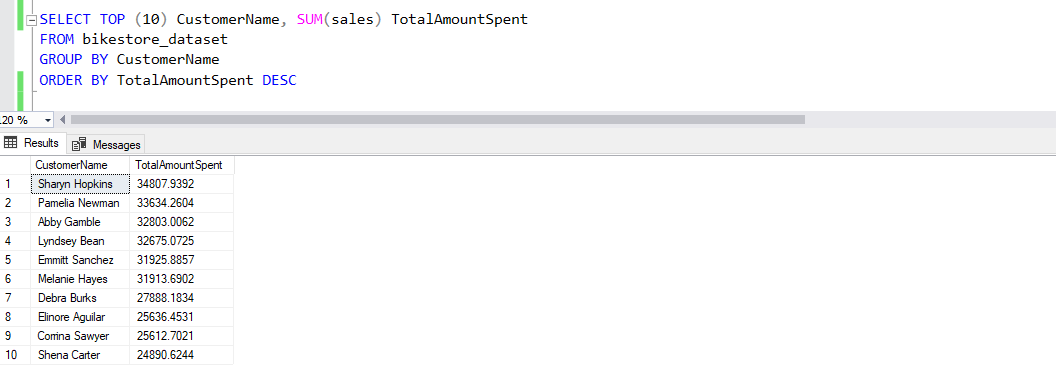 SELECT TOP (10) CustomerName, SUM(sales) TotalAmountSpent
FROM bikestore_dataset
GROUP BY CustomerName
ORDER BY TotalAmountSpent DESC
.20 %
Results Messages
CustomerName TotalAmountSpent
1 Sharyn Hopkins 34807.9392
2 Pamelia Newman 33634.2604
3 Abby Gamble 32803.0062
4 Lyndsey Bean 32675.0725
5 Emmitt Sanchez 31925.8857
6 Melanie Hayes 31913.6902
7 Debra Burks 27888.1834
8 Elinore Aguilar 25636.4531
9 Corrina Sawyer 25612.7021
10 Shena Carter 24890.6244